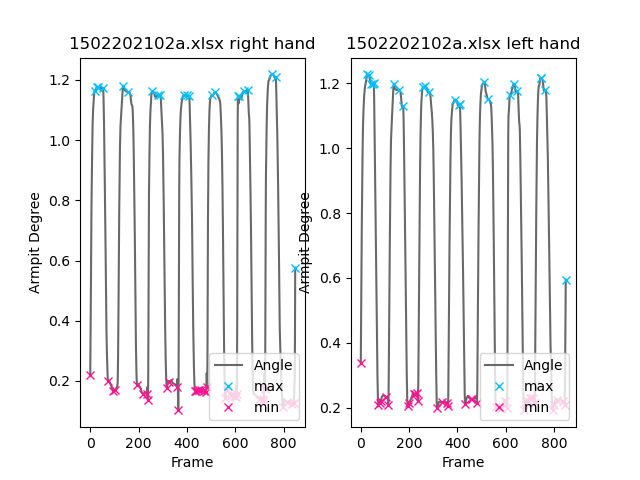 1502202102a.xlsx right hand
1.2
1.0
0.8
0.6
0.4
0.2
Armpit Degree
0
200
400
600
800
Frame
Angle
max
min
1502202102a.xlsx left hand
1.2
1.0
0.8
0.6
0.4
0.2
Armpit Degree
0
200
400
600
800
Frame
Angle
max
min